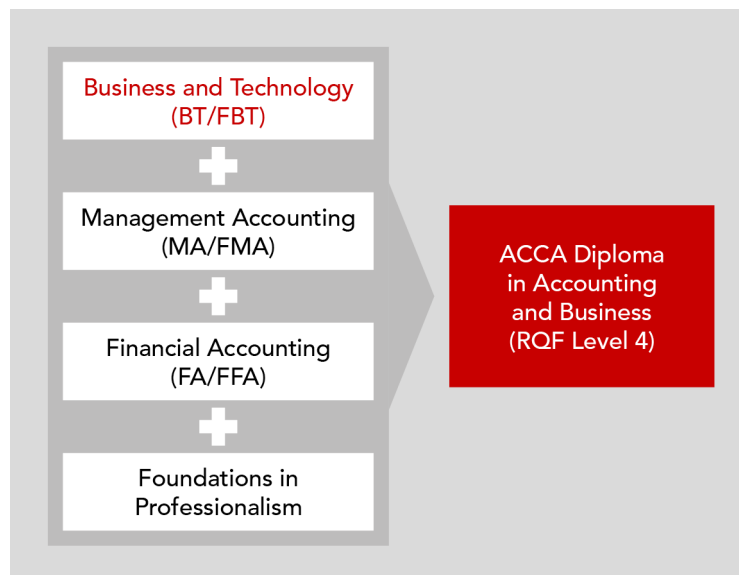 Business and Technology
(BT/FBT)
Management Accounting
(MA/FMA)
Financial Accounting
(FA/FFA)
Foundations in
Professionalism
ACCA Diploma
in Accounting
and Business
(RQF Level 4)